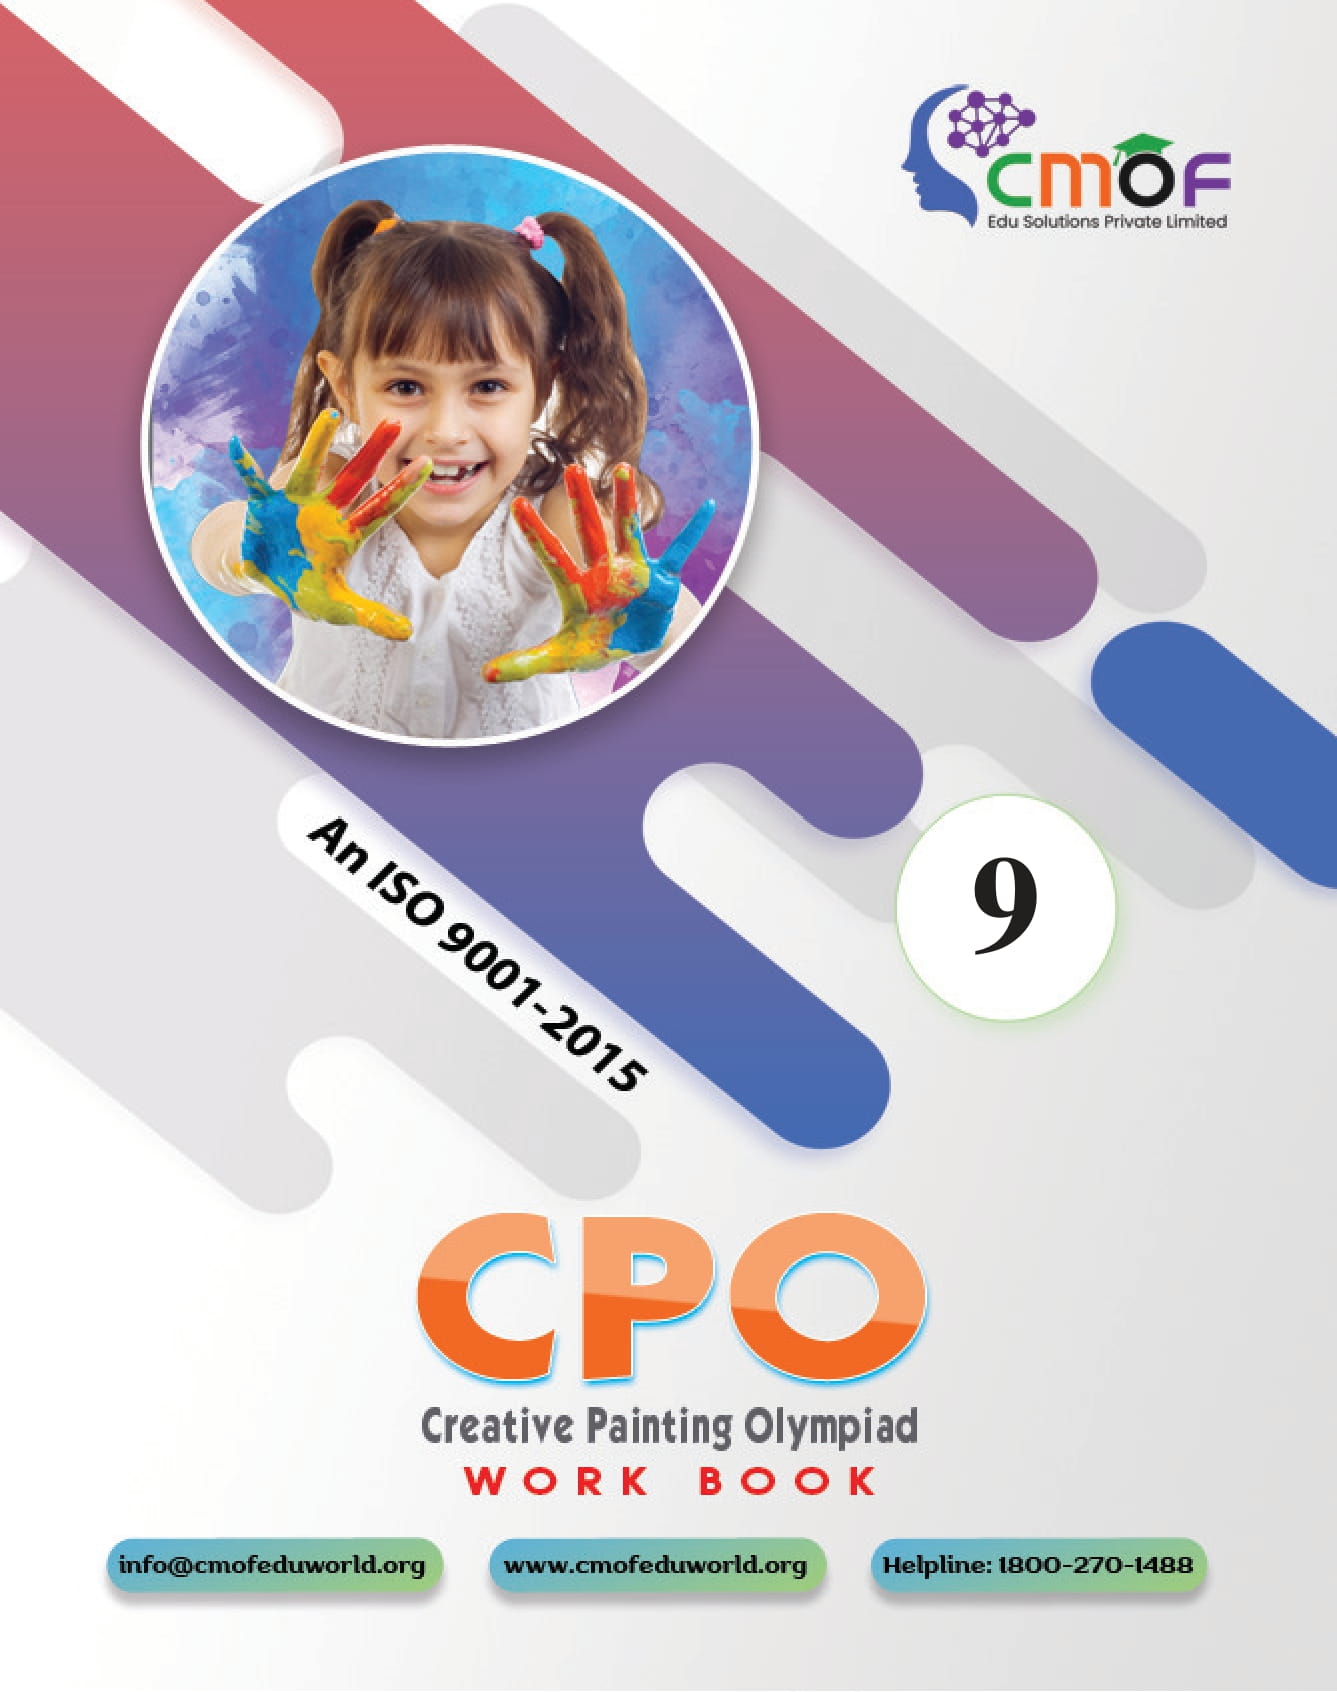 CMOF
Edu Solutions Private Limited
An ISO 9001-2015
9
CPO
Creative Painting Olympiad
WORK BOOK
info@cmofeduworld.org
www.cmofeduworld.org
Helpline: 1800-270-1488